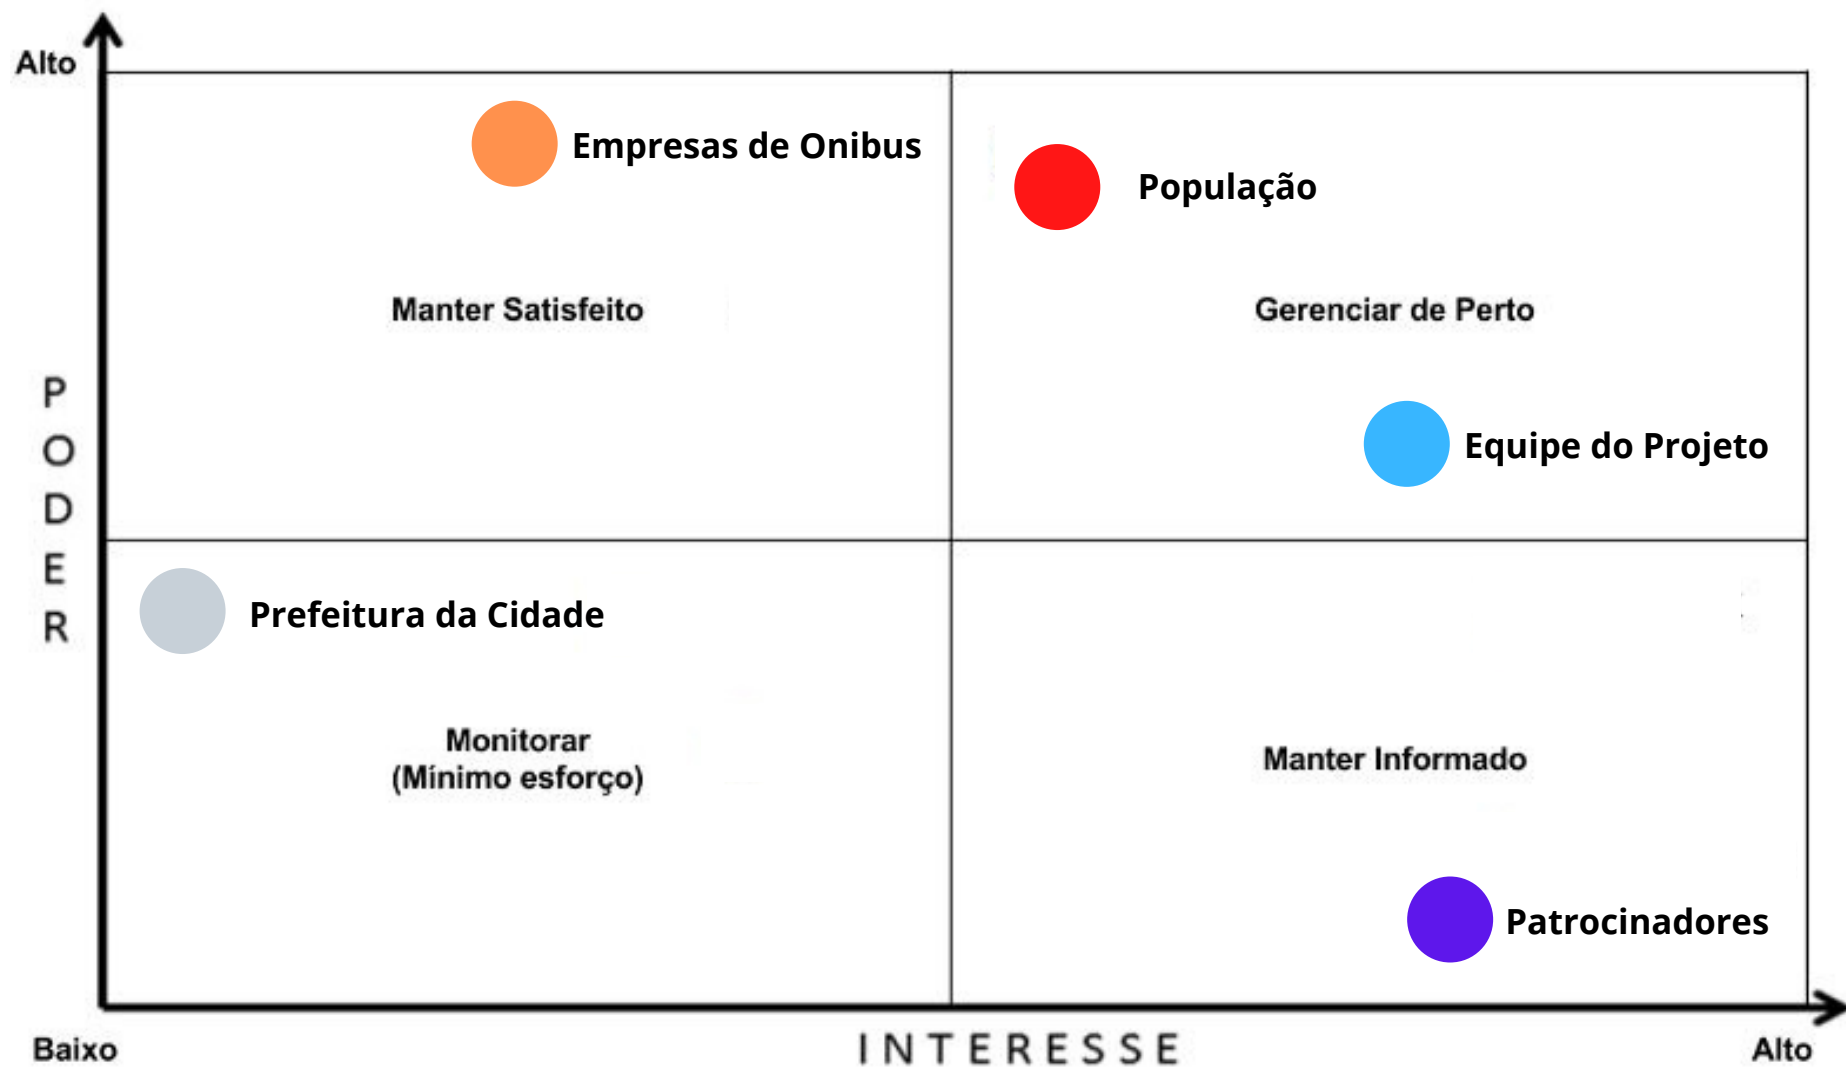 Alto
Empresas de Onibus
População
Manter Satisfeito
Gerenciar de Perto
PODER
Equipe do Projeto
Prefeitura da Cidade
Monitorar
(Mínimo esforço)
Manter Informado
Patrocinadores
Baixo
INTERESSE
Alto